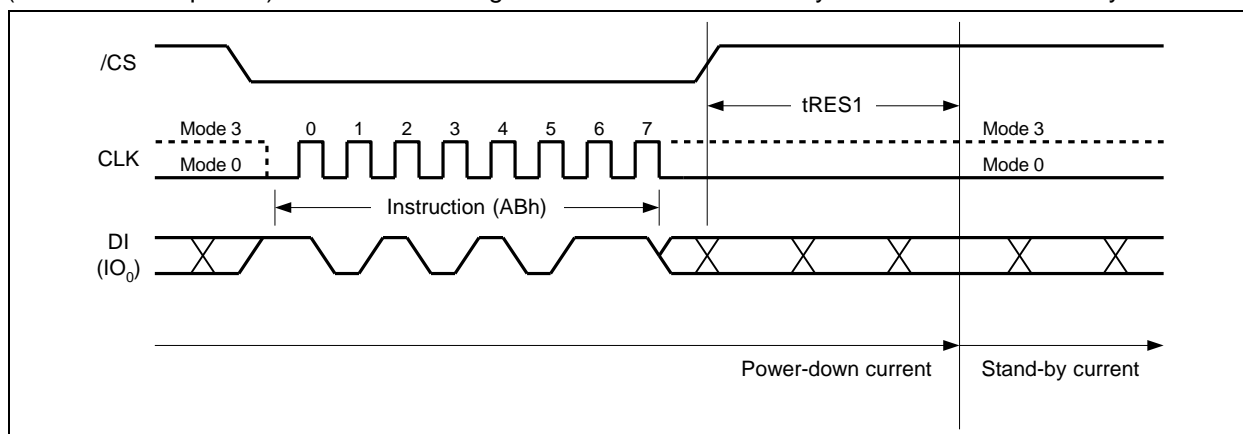 /CS
tRES1
0 1 2 3 4 5 6 7
Mode 3 Mode 3
CLK
Mode 0 Mode 0
Instruction (ABh)
DI
(IO0)
Power-down current Stand-by current